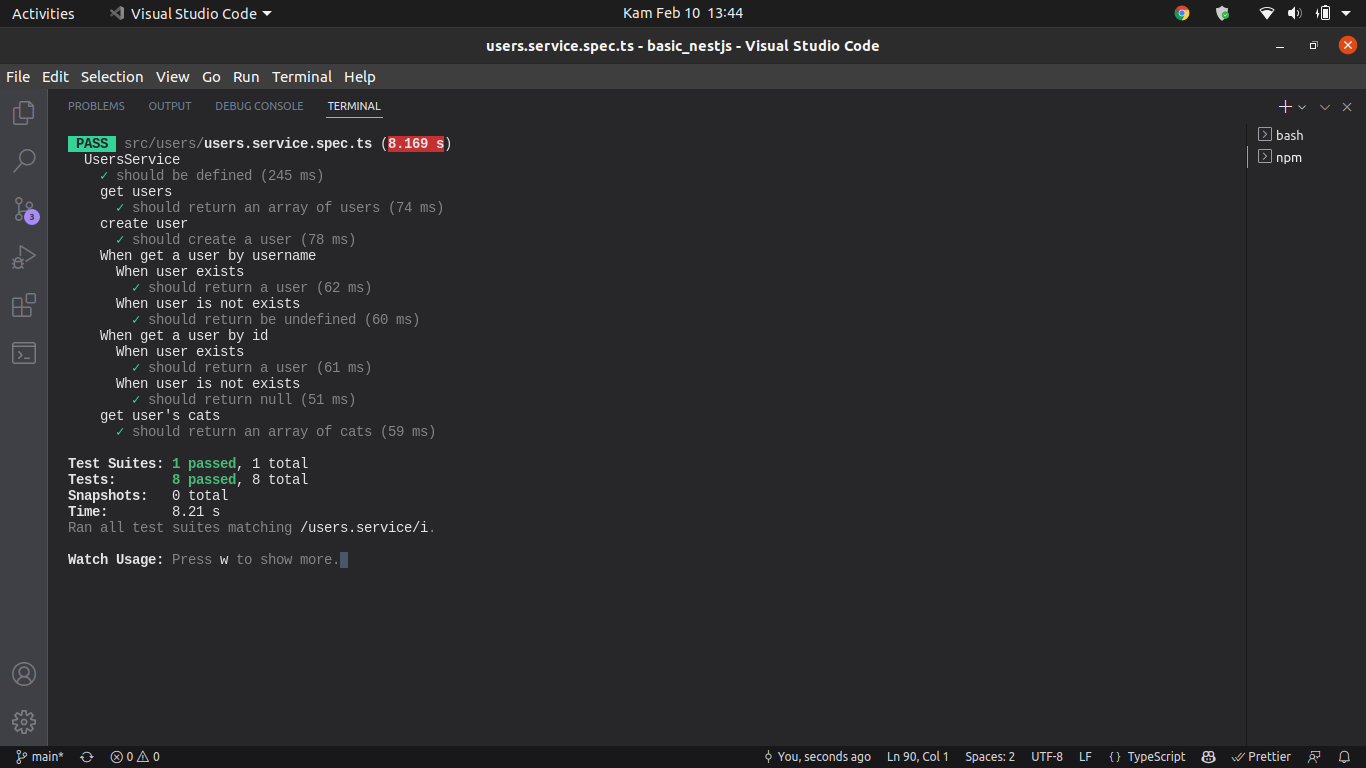 Activities Visual Studio Code Kam Feb 10 13:44
users.service.spec.ts - basic_nestjs - Visual Studio Code
File Edit Selection View Go Run Terminal Help
PROBLEMS OUTPUT DEBUG CONSOLE TERMINAL
PASS src/users/users.service.spec.ts (8.169 s)
UsersService
✓ should be defined (245 ms)
get users
✓ should return an array of users (74 ms)
create user
✓ should create a user (78 ms)
When get a user by username
When user exists
✓ should return a user (62 ms)
When user is not exists
✓ should return be undefined (60 ms)
When get a user by id
When user exists
✓ should return a user (61 ms)
When user is not exists
✓ should return null (51 ms)
get user's cats
✓ should return an array of cats (59 ms)
Test Suites: 1 passed, 1 total
Tests: 8 passed, 8 total
Snapshots: 0 total
Time: 8.21 s
Ran all test suites matching /users.service/i.
Watch Usage: Press w to show more.
bash
npm
3
main* 0 0 You, seconds ago Ln 90, Col 1 Spaces: 2 UTF-8 LF {} TypeScript Prettier